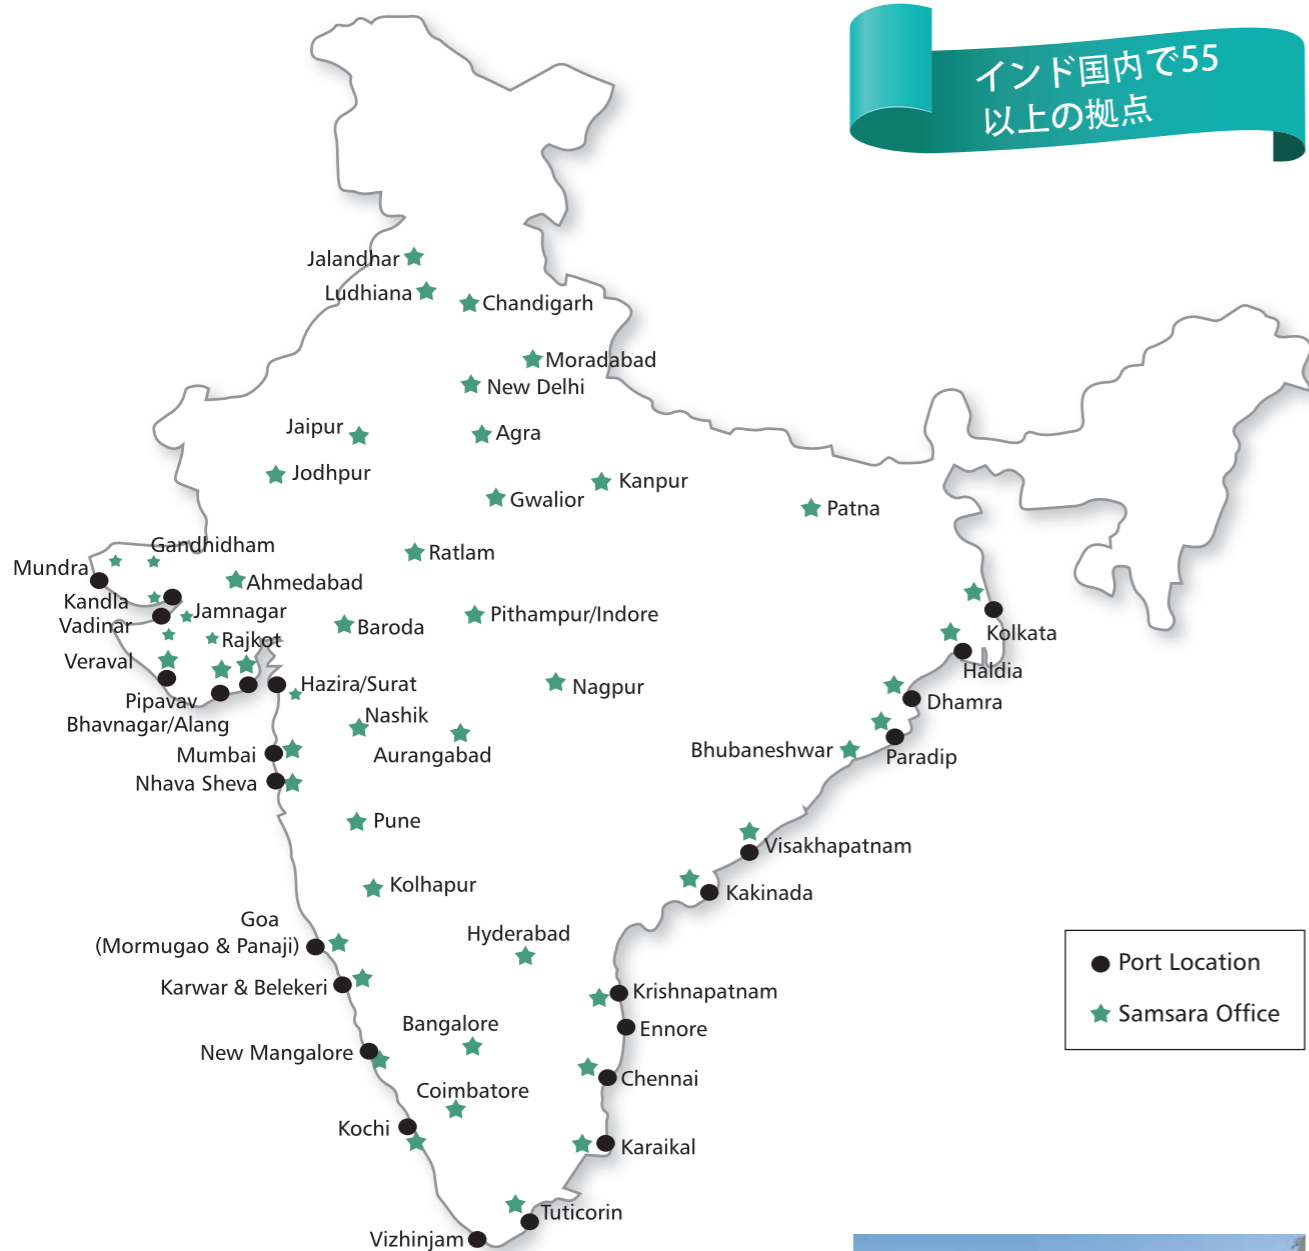 インド国内で55
以上の拠点
Jalandhar
Ludhiana
Chandigarh
Moradabad
New Delhi
Jaipur
Agra
Jodhpur
Kanpur
Gwalior
Patna
Gandhidham
Ratlam
Mundra
Ahmedabad
Kandla
Jamnagar
Vadinar
Pithampur/Indore
Baroda
Rajkot
Kolkata
Veraval
Haldia
Hazira/Surat
Nagpur
Pipavav
Dhamra
Bhavnagar/Alang
Nashik
Mumbai
Aurangabad
Bhubaneshwar
Paradip
Nhava Sheva
Pune
Visakhapatnam
Kolhapur
Kakinada
Goa
(Mormugao & Panaji)
Hyderabad
Karwar & Belekeri
Krishnapatnam
Bangalore
Ennore
New Mangalore
Chennai
Coimbatore
Kochi
Karaikal
Tuticorin
Vizhinjam
Port Location
Samsara Office